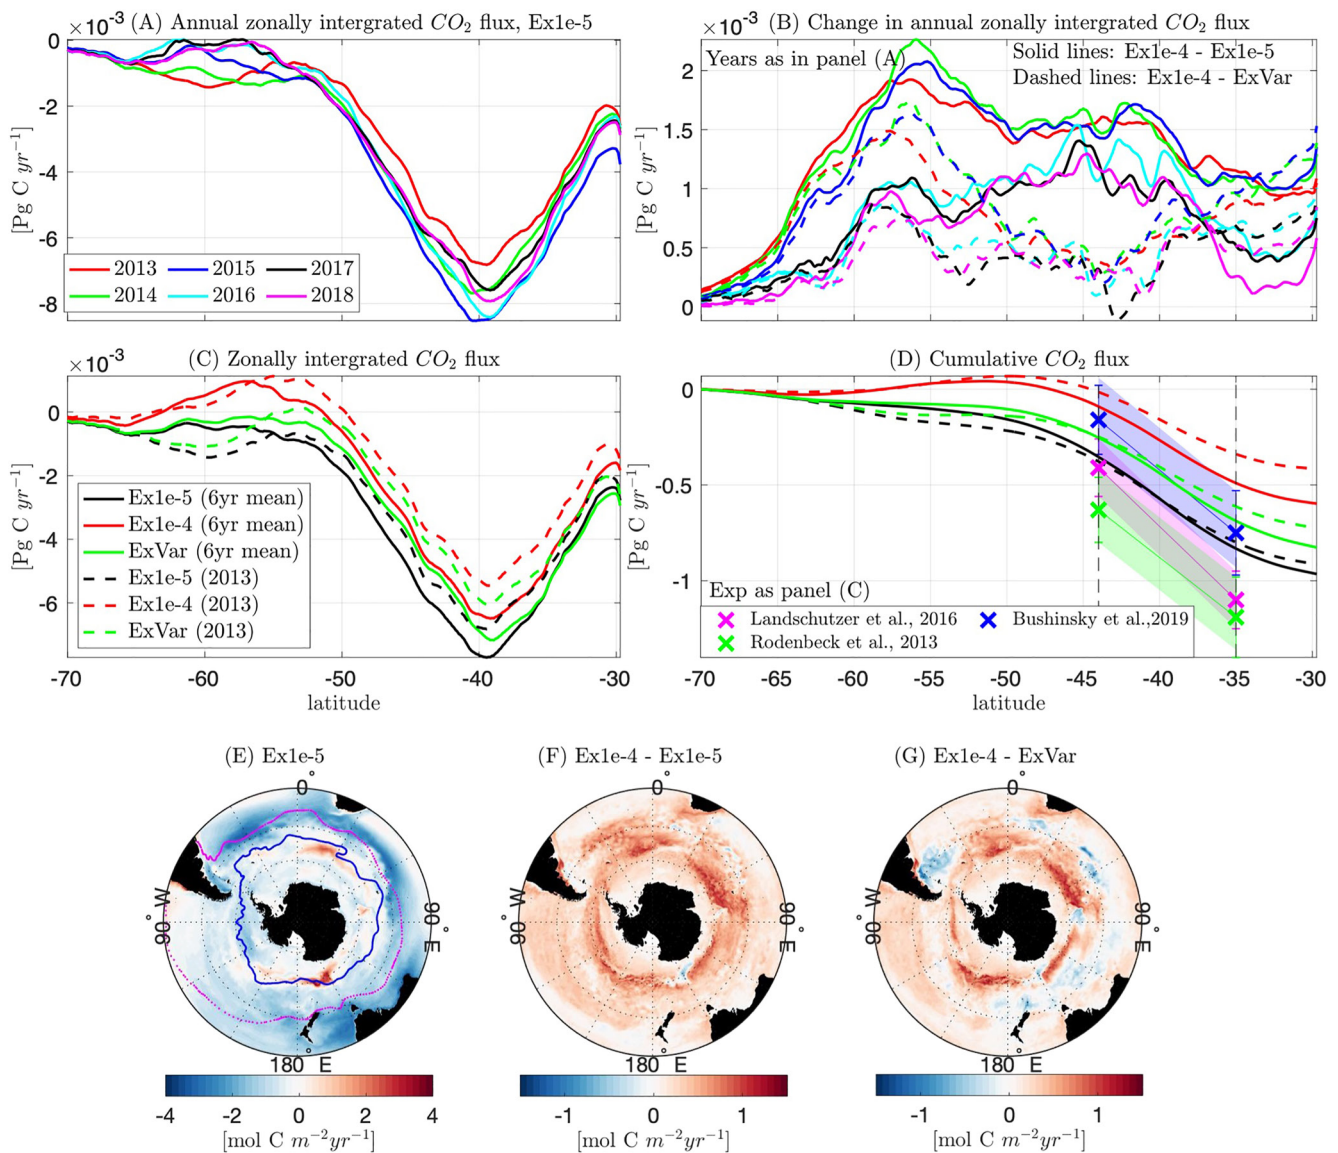 ×10⁻³ (A) Annual zonally intergrated CO₂ flux, Ex1e-5
0
-2
-4
-6
-8
[Pg C yr⁻¹]
2013 2015 2017
2014 2016 2018
×10⁻³ (B) Change in annual zonally intergrated CO₂ flux
Years as in panel (A)
Solid lines: Ex1e-4 - Ex1e-5
Dashed lines: Ex1e-4 - ExVar
2
1.5
1
0.5
0
[Pg C yr⁻¹]
×10⁻³ (C) Zonally intergrated CO₂ flux
0
-2
-4
-6
[Pg C yr⁻¹]
Ex1e-5 (6yr mean)
Ex1e-4 (6yr mean)
ExVar (6yr mean)
Ex1e-5 (2013)
Ex1e-4 (2013)
ExVar (2013)
-70 -60 -50 -40 -30
latitude
(D) Cumulative CO₂ flux
0
-0.5
-1
[Pg C yr⁻¹]
Exp as panel (C)
Landschutzer et al., 2016 Bushinsky et al.,2019
Rodenbeck et al., 2013
-70 -65 -60 -55 -50 -45 -40 -35 -30
latitude
(E) Ex1e-5
0°
90° W
90° E
180° E
-4 -2 0 2 4
[mol C m⁻²yr⁻¹]
(F) Ex1e-4 - Ex1e-5
0°
90° W
90° E
180° E
-1 0 1
[mol C m⁻²yr⁻¹]
(G) Ex1e-4 - ExVar
0°
90° W
90° E
180° E
-1 0 1
[mol C m⁻²yr⁻¹]